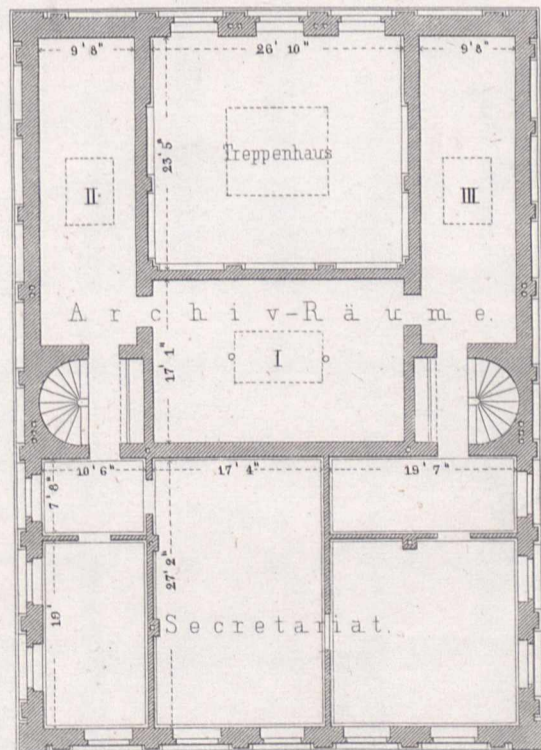 9' 8" 26' 10" 9' 8"
23' 5"
Treppenhaus
II III
Archiv-Räume.
17' 1"
I
10' 6" 17' 4" 19' 7"
7' 8"
27' 2"
19'
Secretariat.